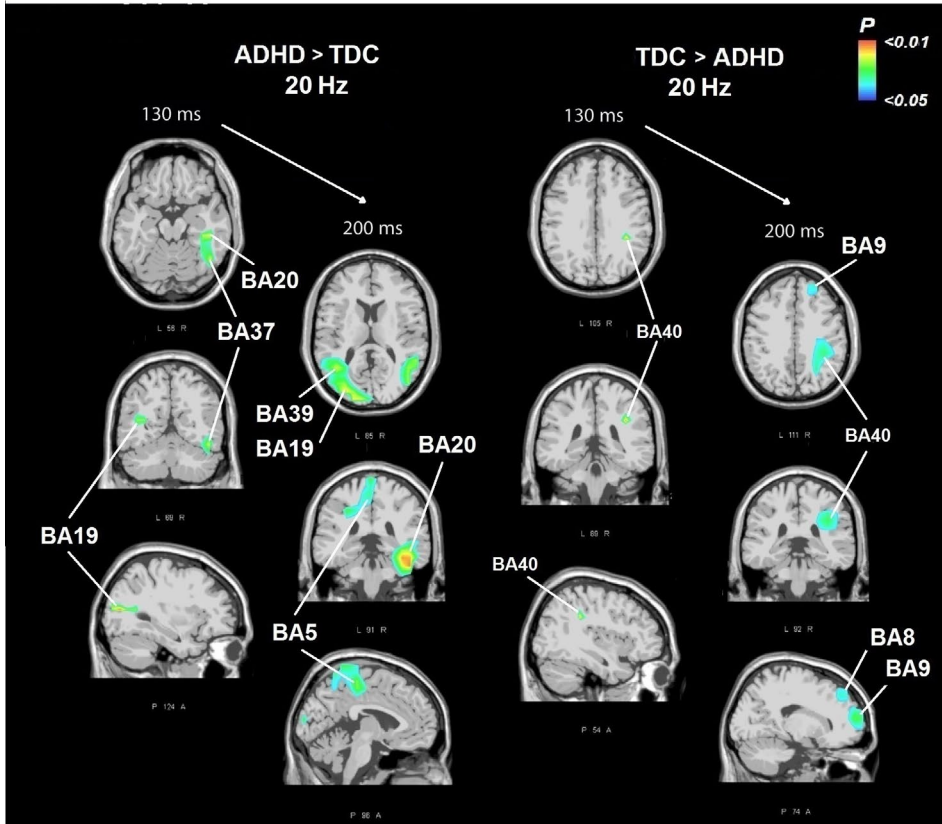 P
<0.01
<0.05
ADHD > TDC
20 Hz
130 ms
200 ms
BA20
BA37
L 58 R
BA39
BA19
L 85 R
BA20
L 69 R
BA19
L 91 R
BA5
P 124 A
P 98 A
TDC > ADHD
20 Hz
130 ms
200 ms
BA9
L 105 R
BA40
L 111 R
BA40
L 89 R
BA40
L 92 R
BA8
BA9
P 54 A
P 74 A